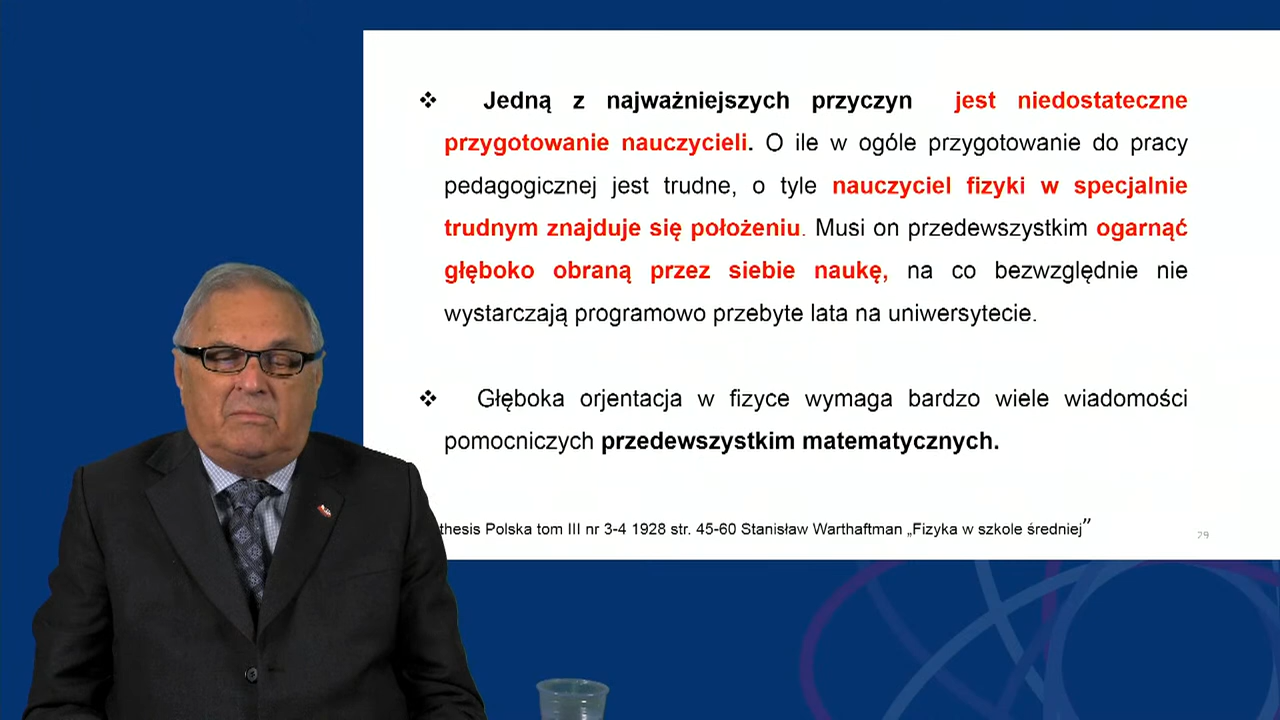 ❖ Jedną z najważniejszych przyczyn jest niedostateczne
przygotowanie nauczycieli. O ile w ogóle przygotowanie do pracy
pedagogicznej jest trudne, o tyle nauczyciel fizyki w specjalnie
trudnym znajduje się położeniu. Musi on przedewszystkim ogarnąć
głęboko obraną przez siebie naukę, na co bezwzględnie nie
wystarczają programowo przebyte lata na uniwersytecie.
❖ Głęboka orjentacja w fizyce wymaga bardzo wiele wiadomości
pomocniczych przedewszystkim matematycznych.
thesis Polska tom III nr 3-4 1928 str. 45-60 Stanisław Warthaftman „Fizyka w szkole średniej”
29